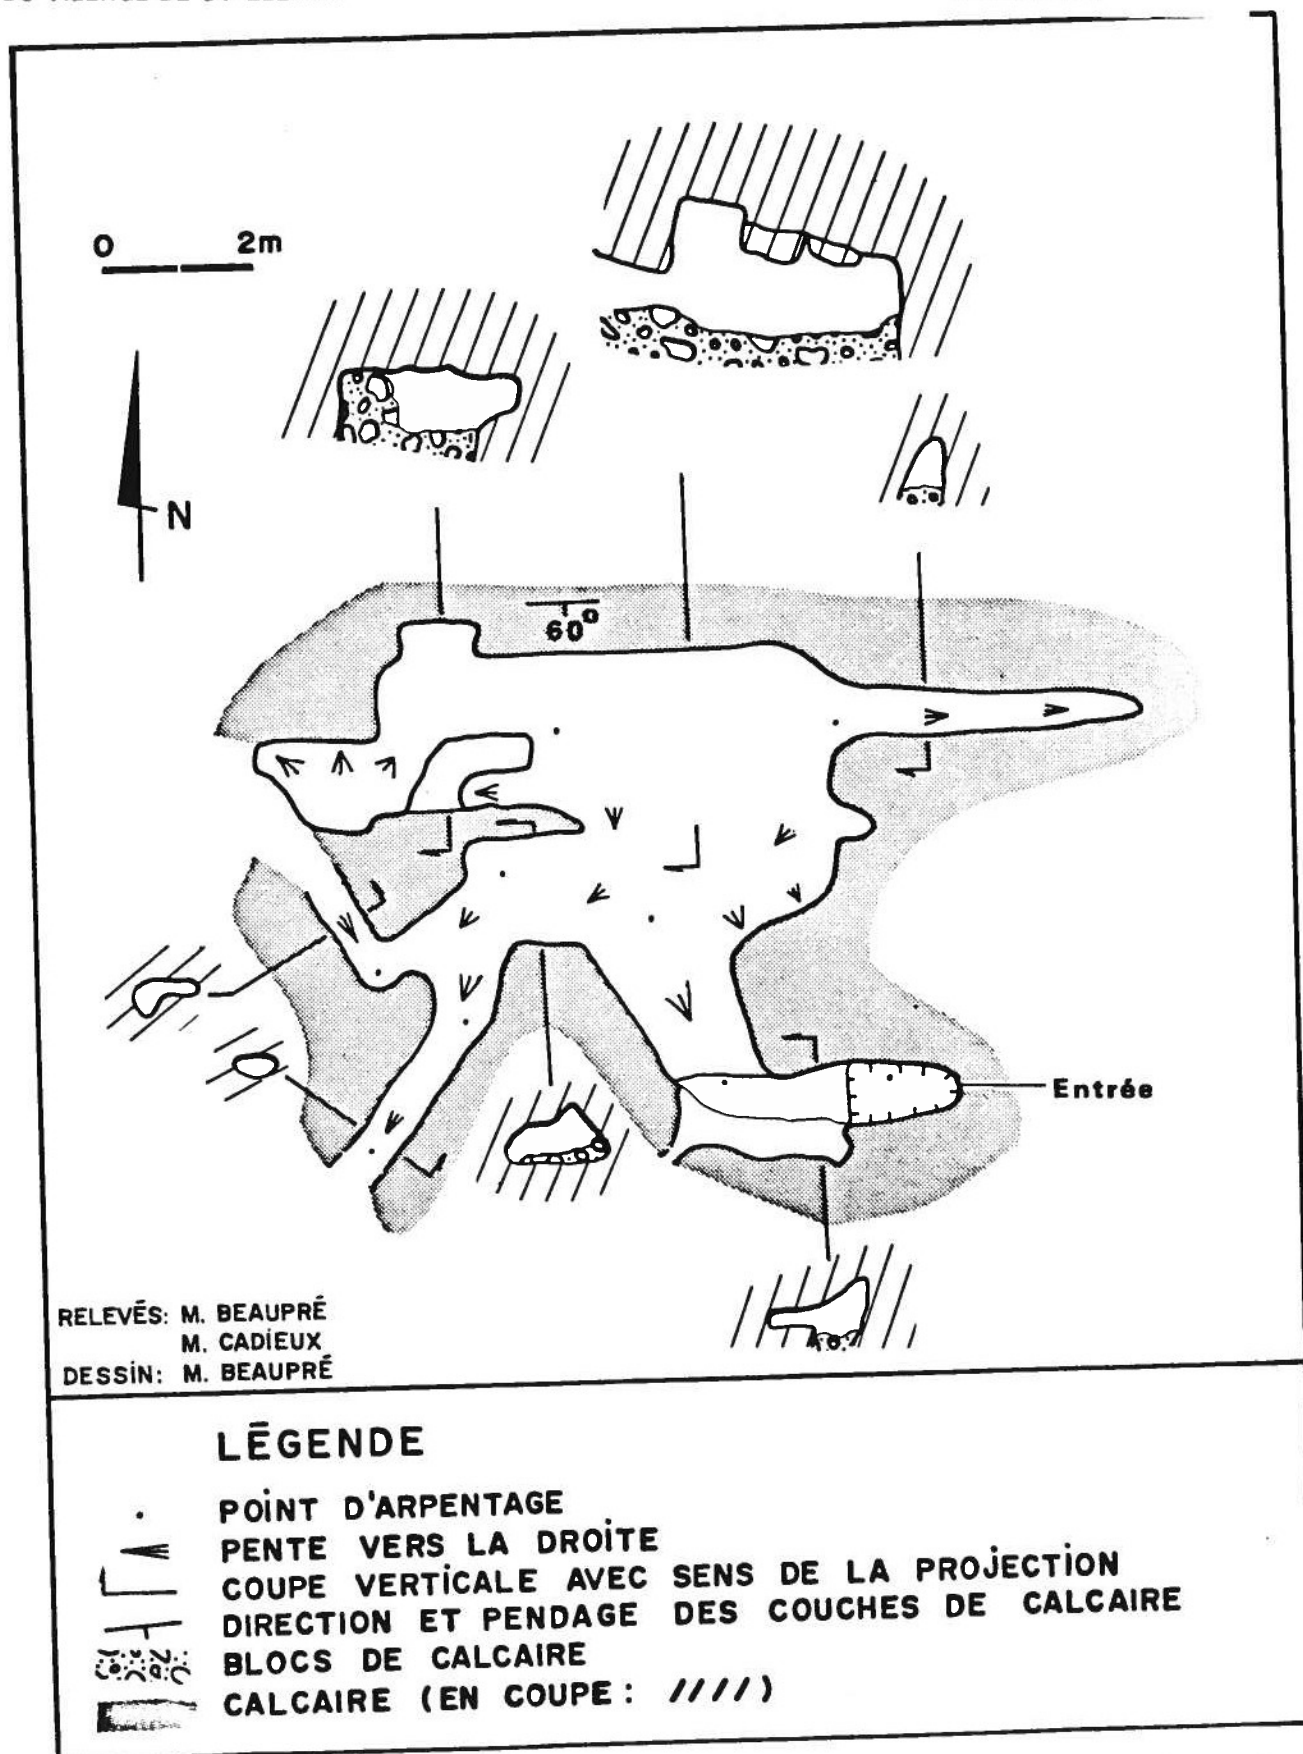 0 2m
N
60°
Entrée
RELEVÉS: M. BEAUPRÉ
M. CADIEUX
DESSIN: M. BEAUPRÉ
LÉGENDE
POINT D'ARPENTAGE
PENTE VERS LA DROITE
COUPE VERTICALE AVEC SENS DE LA PROJECTION
DIRECTION ET PENDAGE DES COUCHES DE CALCAIRE
BLOCS DE CALCAIRE
CALCAIRE (EN COUPE: ////)